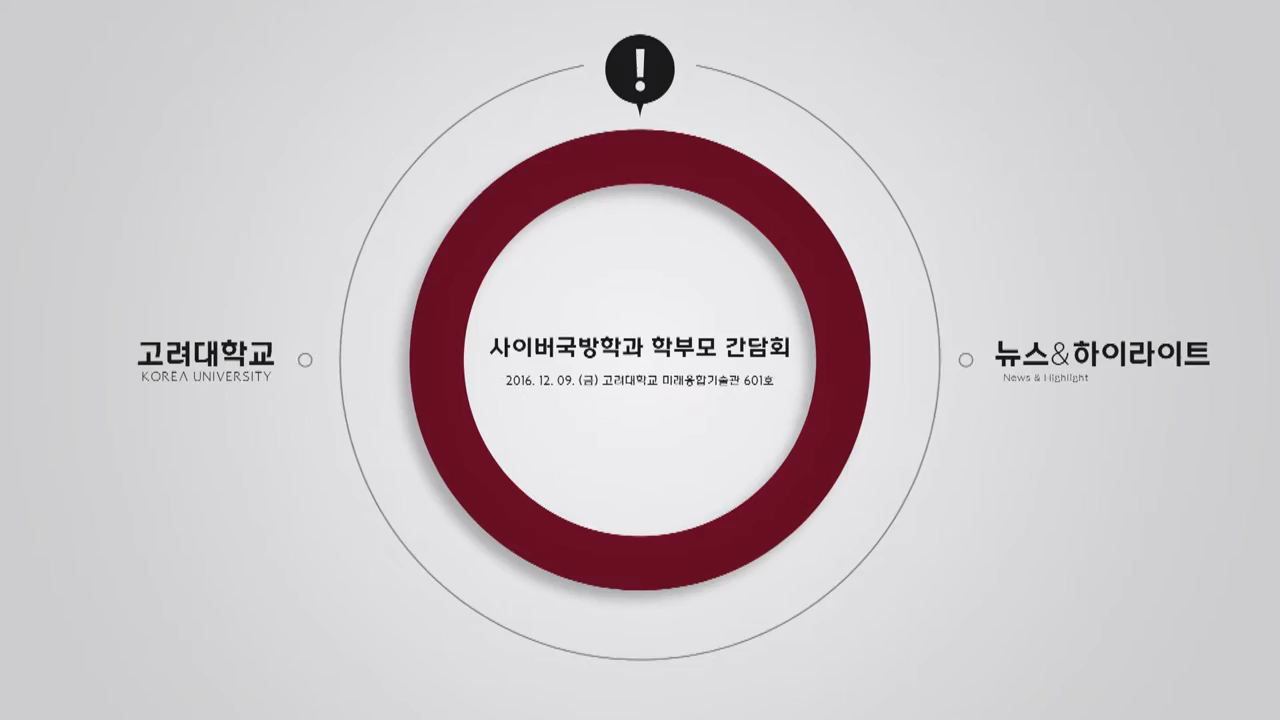 !
사이버국방학과 학부모 간담회
2016. 12. 09. (금) 고려대학교 미래융합기술관 601호
고려대학교
KOREA UNIVERSITY
뉴스&하이라이트
News & Highlight